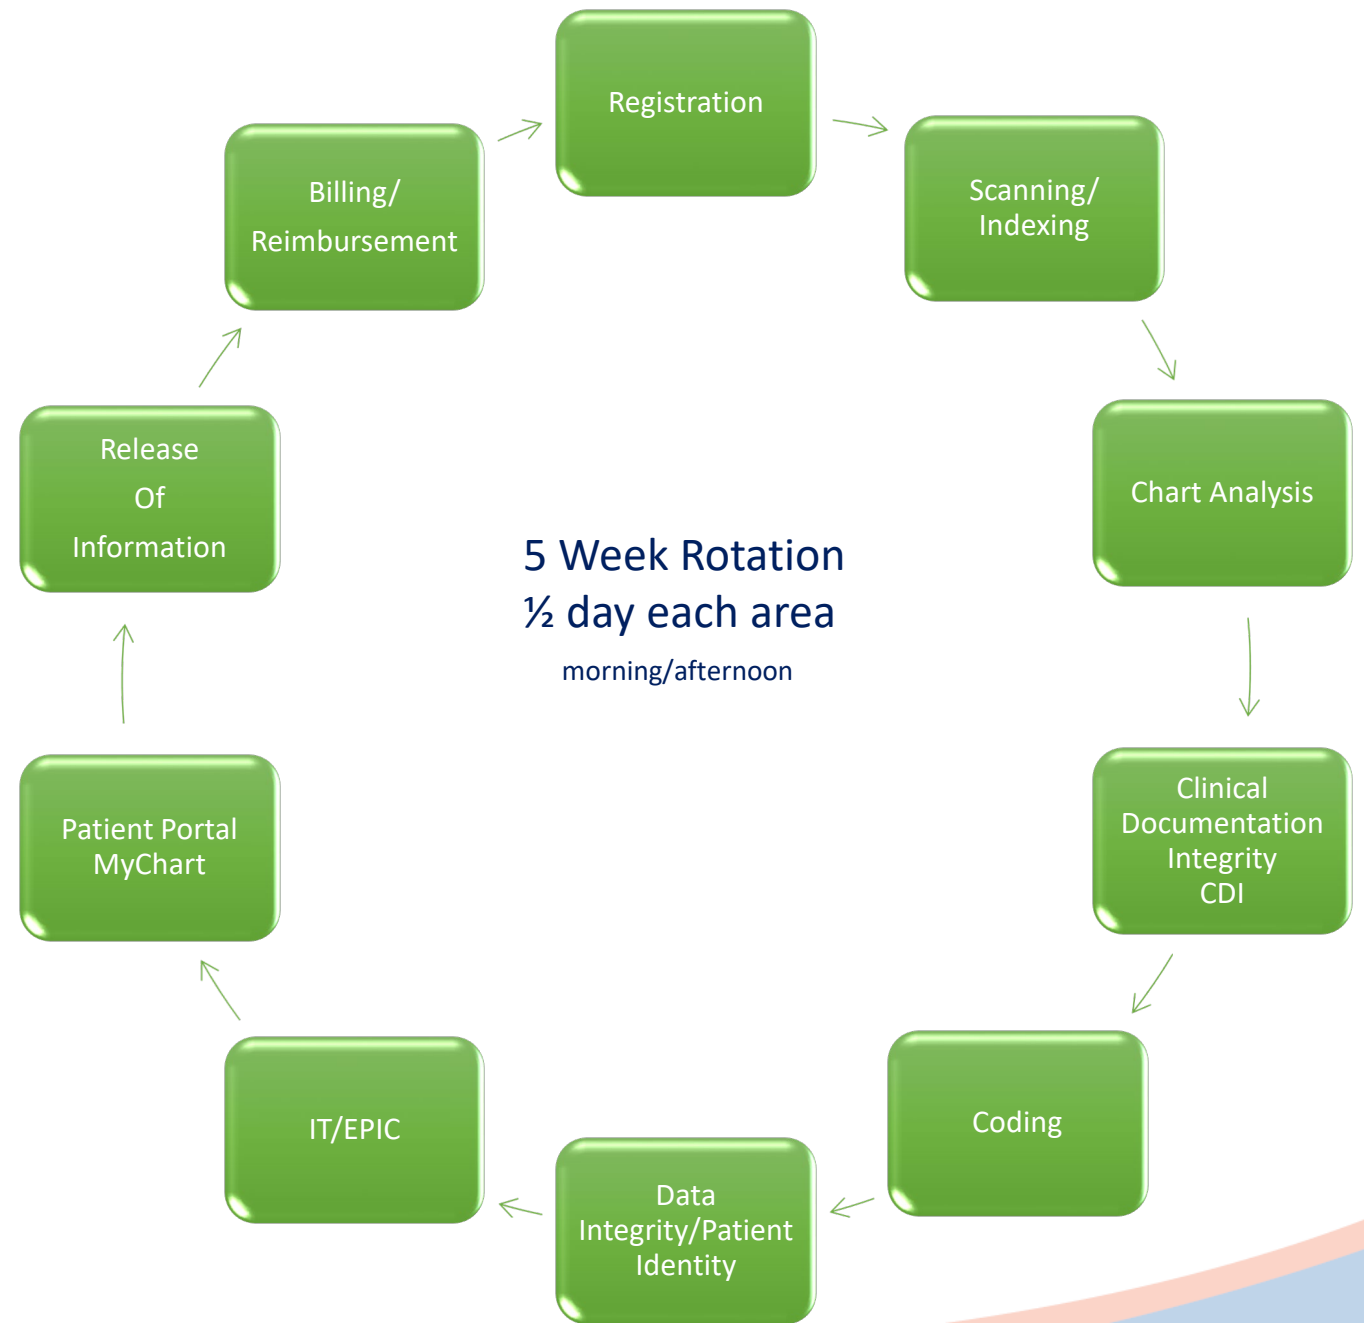 Registration
Scanning/
Indexing
Chart Analysis
Clinical
Documentation
Integrity
CDI
Coding
Data
Integrity/Patient
Identity
IT/EPIC
Patient Portal
MyChart
Release
Of
Information
Billing/
Reimbursement
5 Week Rotation
½ day each area
morning/afternoon